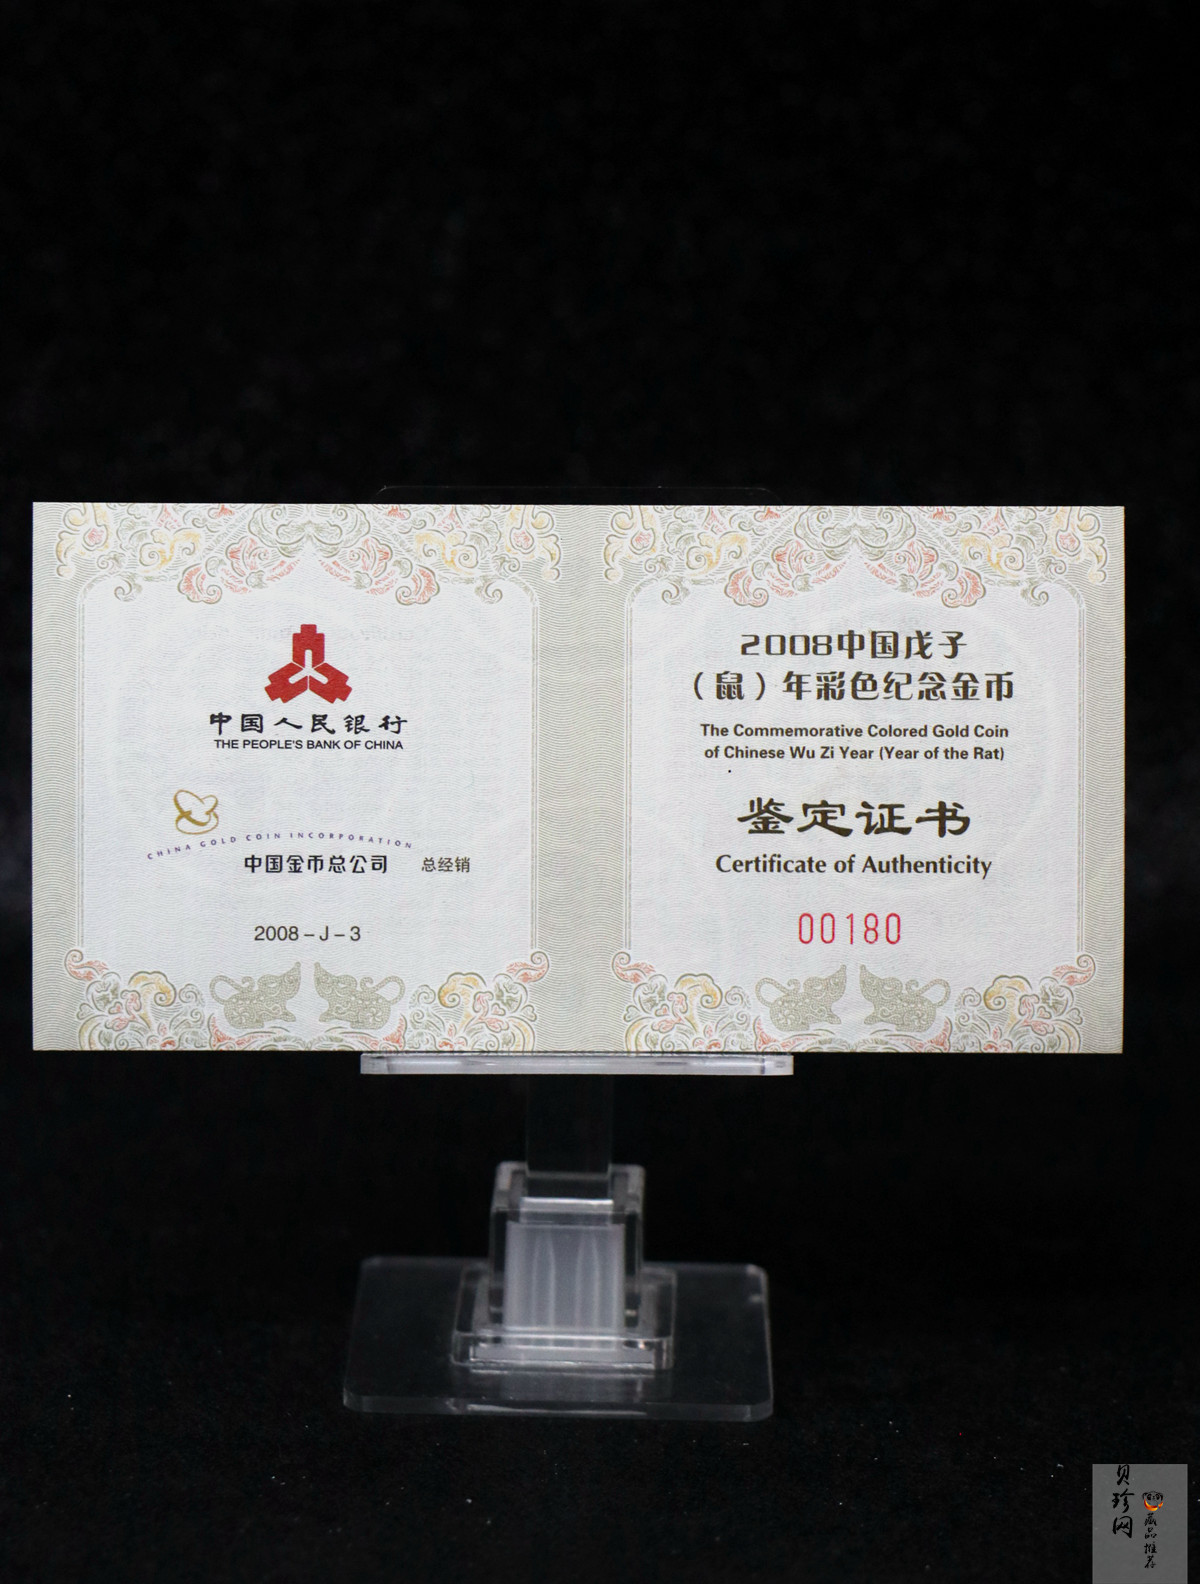 中国人民银行
THE PEOPLE'S BANK OF CHINA
CHINA GOLD COIN INCORPORATION
中国金币总公司 总经销
2008－J－3
2008中国戊子
（鼠）年彩色纪念金币
The Commemorative Colored Gold Coin
of Chinese Wu Zi Year (Year of the Rat)
鉴定证书
Certificate of Authenticity
00180
贝珍网
藏品推荐